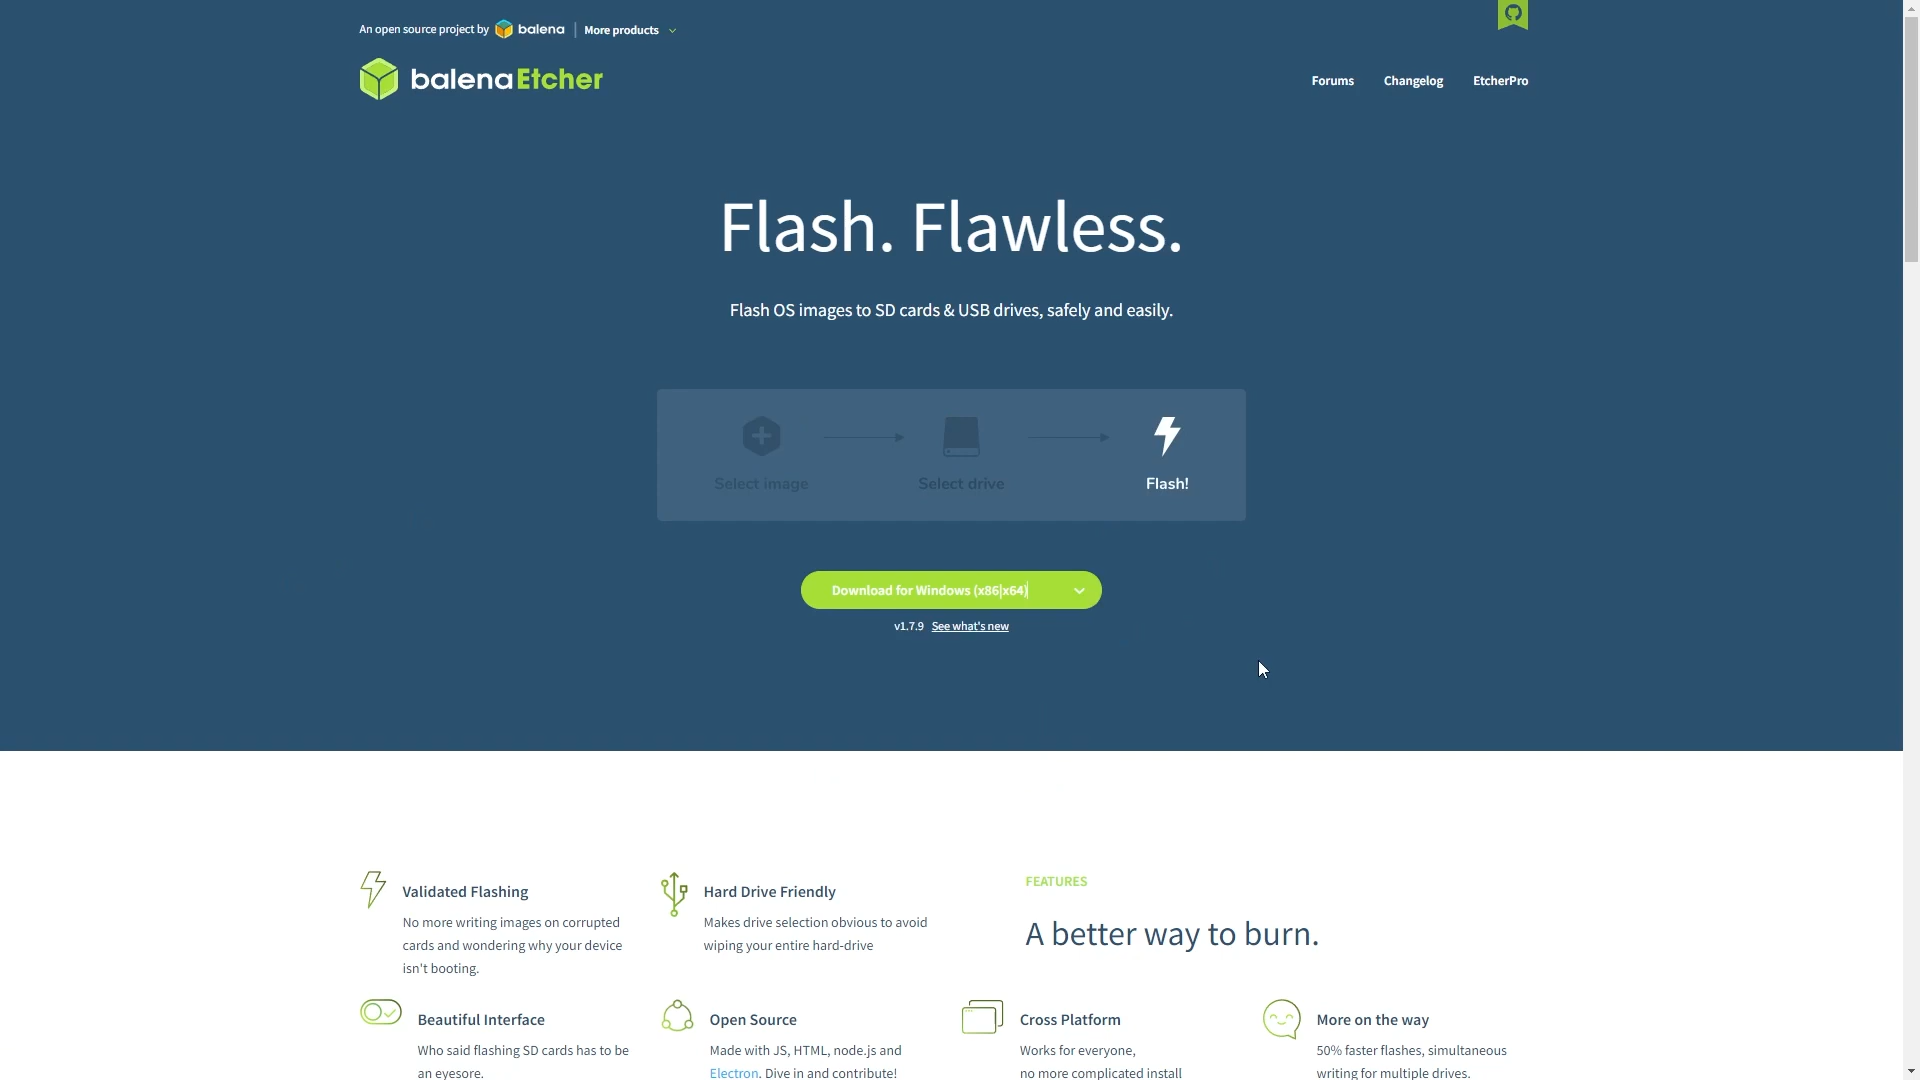 An open source project by balena | More products
balenaEtcher
Forums Changelog EtcherPro
Flash. Flawless.
Flash OS images to SD cards & USB drives, safely and easily.
Select image Select drive Flash!
Download for Windows (x86|x64)
v1.7.9 See what's new
Validated Flashing
No more writing images on corrupted
cards and wondering why your device
isn't booting.
Hard Drive Friendly
Makes drive selection obvious to avoid
wiping your entire hard-drive
FEATURES
A better way to burn.
Beautiful Interface
Who said flashing SD cards has to be
an eyesore.
Open Source
Made with JS, HTML, node.js and
Electron. Dive in and contribute!
Cross Platform
Works for everyone,
no more complicated install
More on the way
50% faster flashes, simultaneous
writing for multiple drives.